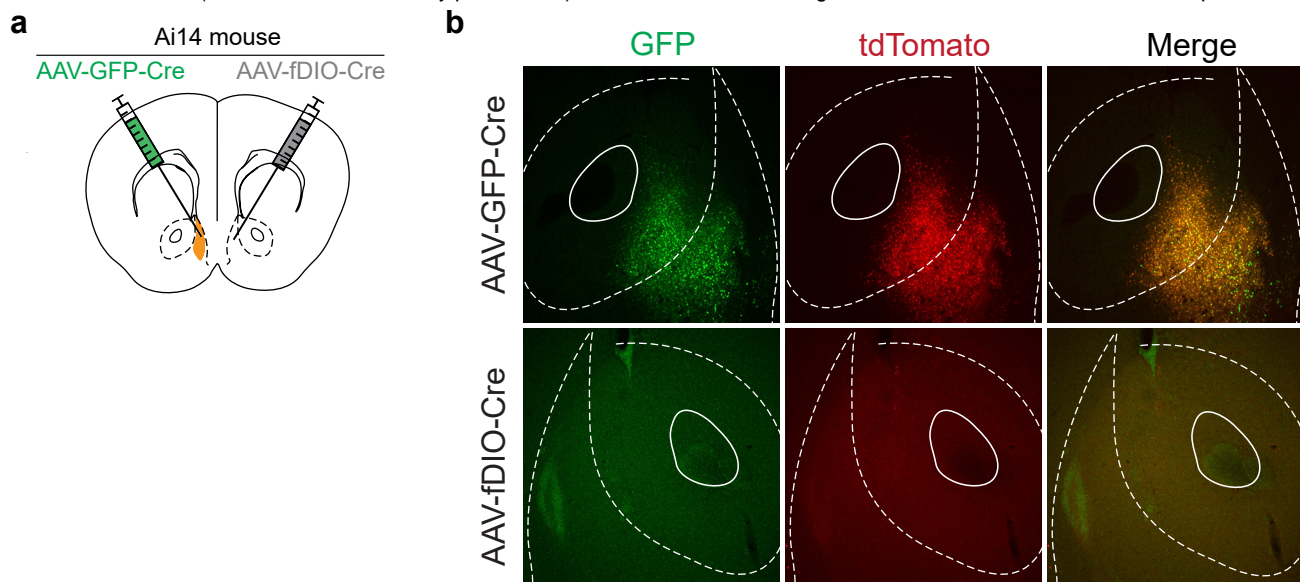 a
Ai14 mouse
AAV-GFP-Cre
AAV-fDIO-Cre
b
GFP
tdTomato
Merge
AAV-GFP-Cre
AAV-fDIO-Cre